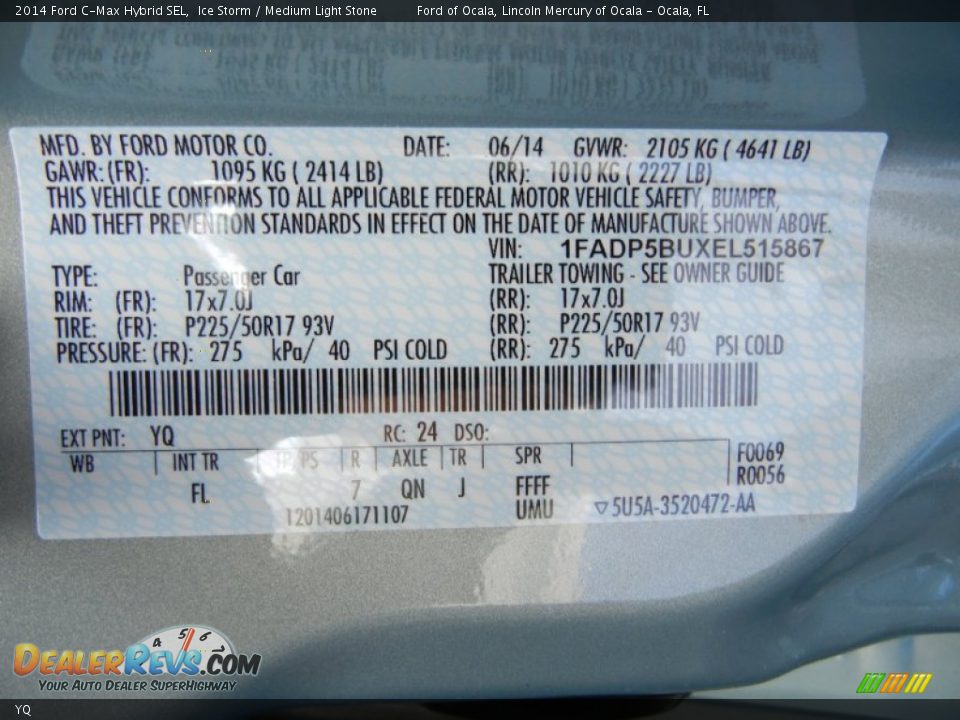 2014 Ford C-Max Hybrid SEL, Ice Storm / Medium Light Stone Ford of Ocala, Lincoln Mercury of Ocala - Ocala, FL
MFD. BY FORD MOTOR CO. DATE: 06/14 GVWR: 2105 KG ( 4641 LB)
GAWR: (FR): 1095 KG ( 2414 LB) (RR): 1010 KG ( 2227 LB)
THIS VEHICLE CONFORMS TO ALL APPLICABLE FEDERAL MOTOR VEHICLE SAFETY, BUMPER,
AND THEFT PREVENTION STANDARDS IN EFFECT ON THE DATE OF MANUFACTURE SHOWN ABOVE.
VIN: 1FADP5BUXEL515867
TYPE: Passenger Car TRAILER TOWING - SEE OWNER GUIDE
RIM: (FR): 17x7.0J (RR): 17x7.0J
TIRE: (FR): P225/50R17 93V (RR): P225/50R17 93V
PRESSURE: (FR): 275 kPa/ 40 PSI COLD (RR): 275 kPa/ 40 PSI COLD
EXT PNT: YQ RC: 24 DSO:
WB INT TR TP PS R AXLE TR SPR F0069
FL 7 QN J FFFF R0056
1201406171107 UMU ▽5U5A-3520472-AA
4 5 6
DealerRevs.com
Your Auto Dealer SuperHighway
YQ